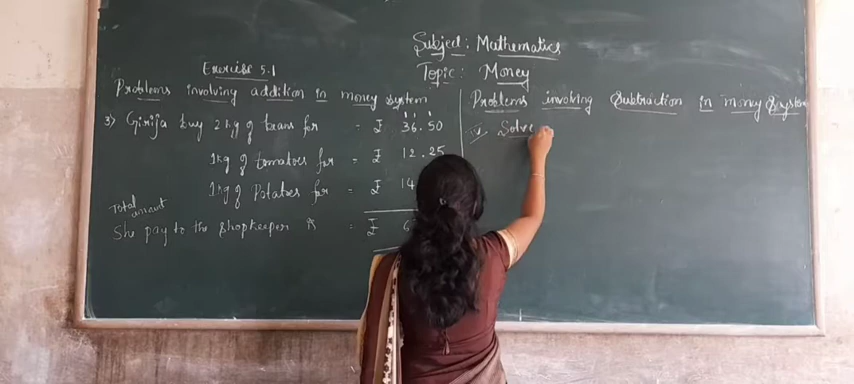 Subject: Mathematics
Topic: Money
Exercise 5.1
Problems involving addition in money system
3) Girija buy 2 kg of beans for = ₹ 36.50
1kg of tomatoes for = ₹ 12.25
1kg of Potatoes for = ₹ 14
Total amount
She pay to the shopkeeper is = ₹ 6
Problems involving Subtraction in money System
Solve